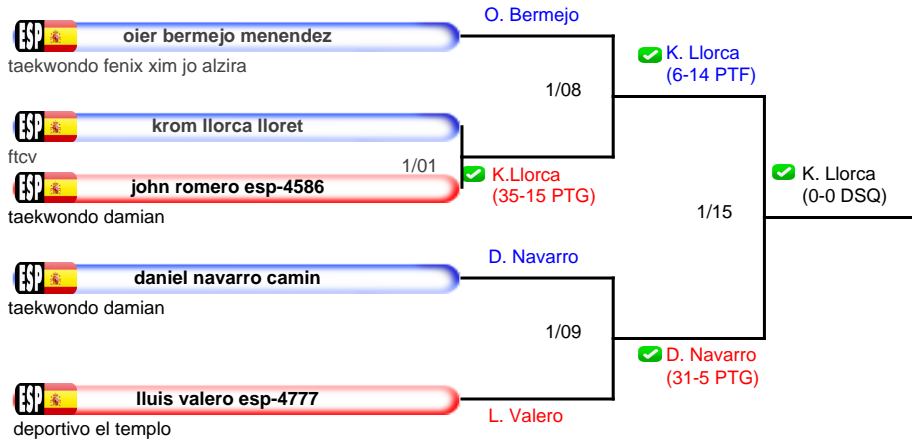 O. Bermejo
ESP oier bermejo menendez
taekwondo fenix xim jo alzira
K. Llorca
(6-14 PTF)
1/08
ESP krom llorca lloret
ftcv
1/01
K.Llorca
(35-15 PTG)
ESP john romero esp-4586
taekwondo damian
K. Llorca
(0-0 DSQ)
1/15
D. Navarro
ESP daniel navarro camin
taekwondo damian
1/09
D. Navarro
(31-5 PTG)
ESP lluis valero esp-4777
L. Valero
deportivo el templo